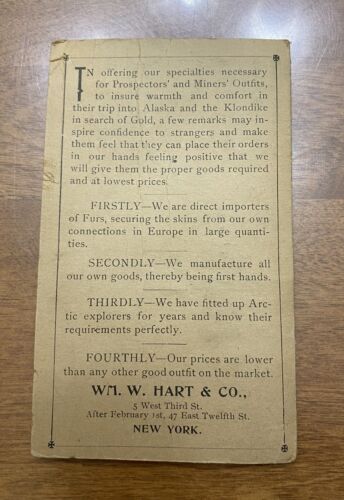 IN offering our specialties necessary
for Prospectors' and Miners' Outfits,
to insure warmth and comfort in
their trip into Alaska and the Klondike
in search of Gold, a few remarks may in-
spire confidence to strangers and make
them feel that they can place their orders
in our hands feeling positive that we
will give them the proper goods required
and at lowest prices.
FIRSTLY—We are direct importers
of Furs, securing the skins from our own
connections in Europe in large quanti-
ties.
SECONDLY—We manufacture all
our own goods, thereby being first hands.
THIRDLY—We have fitted up Arc-
tic explorers for years and know their
requirements perfectly.
FOURTHLY—Our prices are lower
than any other good outfit on the market.
WM. W. HART & CO.,
5 West Third St.
After February 1st, 47 East Twelfth St.
NEW YORK.